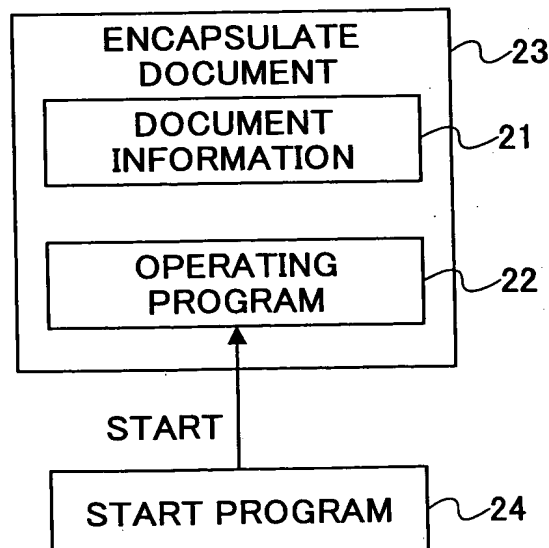 ENCAPSULATE
DOCUMENT
23
DOCUMENT
INFORMATION
21
OPERATING
PROGRAM
22
START
START PROGRAM
24